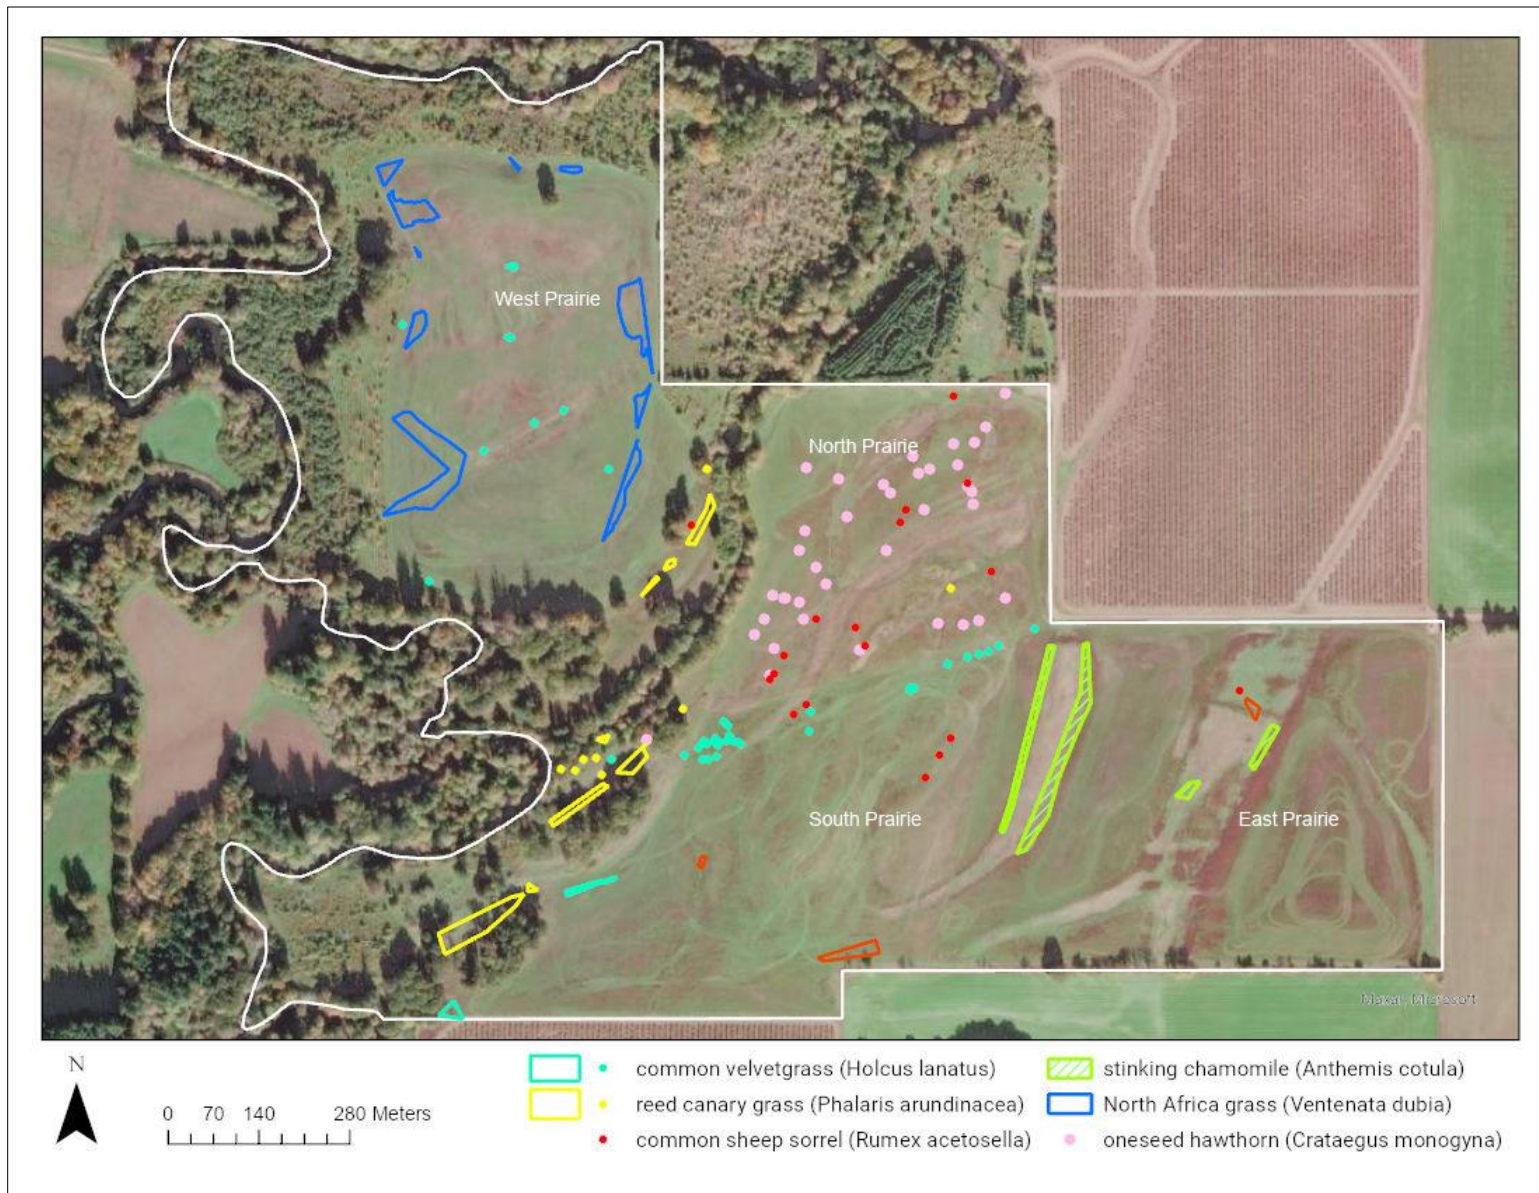 West Prairie
North Prairie
South Prairie
East Prairie
Maxar, Microsoft
N
0 70 140 280 Meters
common velvetgrass (Holcus lanatus)
reed canary grass (Phalaris arundinacea)
common sheep sorrel (Rumex acetosella)
stinking chamomile (Anthemis cotula)
North Africa grass (Ventenata dubia)
oneseed hawthorn (Crataegus monogyna)